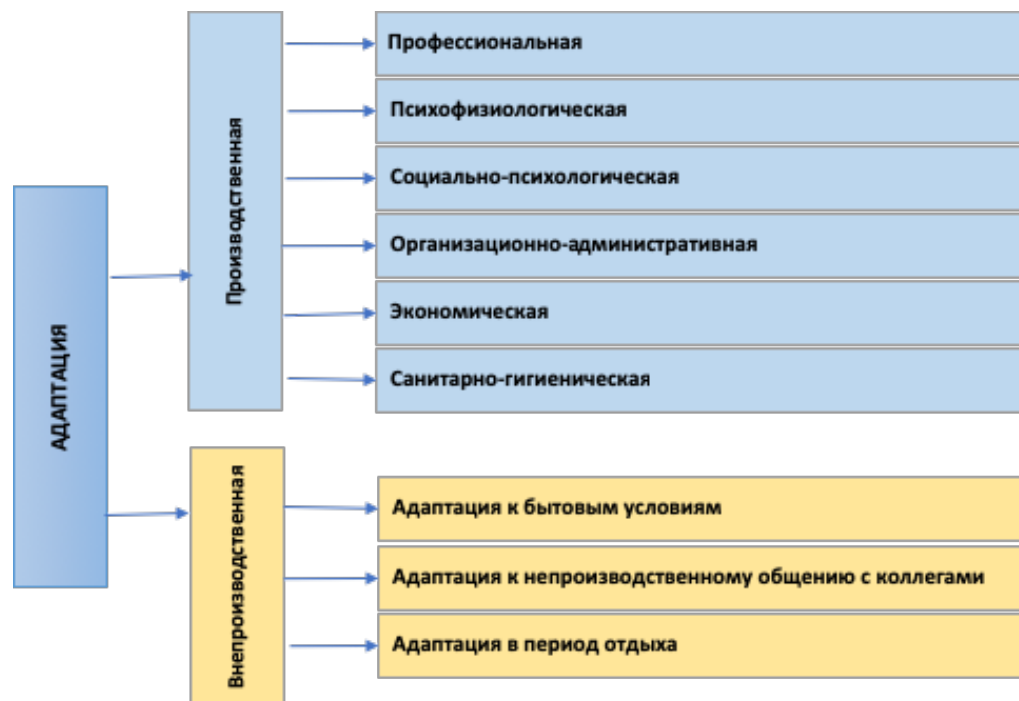 АДАПТАЦИЯ
Производственная
Профессиональная
Психофизиологическая
Социально-психологическая
Организационно-административная
Экономическая
Санитарно-гигиеническая
Внепроизводственная
Адаптация к бытовым условиям
Адаптация к непроизводственному общению с коллегами
Адаптация в период отдыха